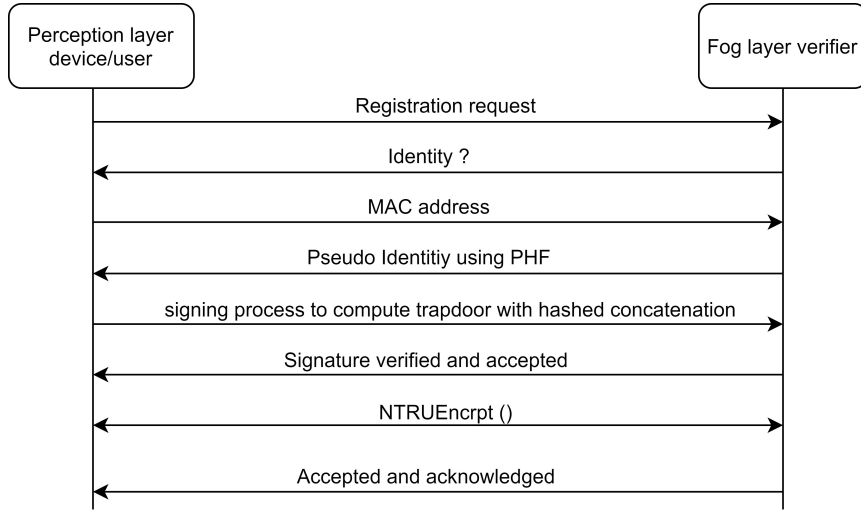 Perception layer
device/user
Fog layer verifier
Registration request
Identity ?
MAC address
Pseudo Identitiy using PHF
signing process to compute trapdoor with hashed concatenation
Signature verified and accepted
NTRUEncrpt ()
Accepted and acknowledged